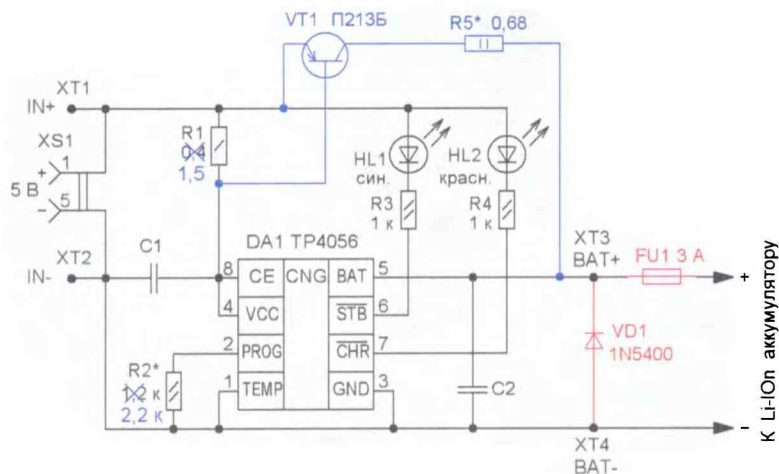 VT1 П213Б
R5* 0,68
XT1
IN+
XS1
+ 1
5 В
- 5
R1
0,4
1,5
HL1
син.
HL2
красн.
R3
1 к
R4
1 к
XT2
IN-
C1
DA1 TP4056
8 CE CNG BAT 5
4 VCC STB 6
2 PROG CHR 7
1 TEMP GND 3
R2*
1,2 к
2,2 к
C2
XT3
BAT+
FU1 3 А
+
VD1
1N5400
-
XT4
BAT-
К Li-IOn аккумулятору